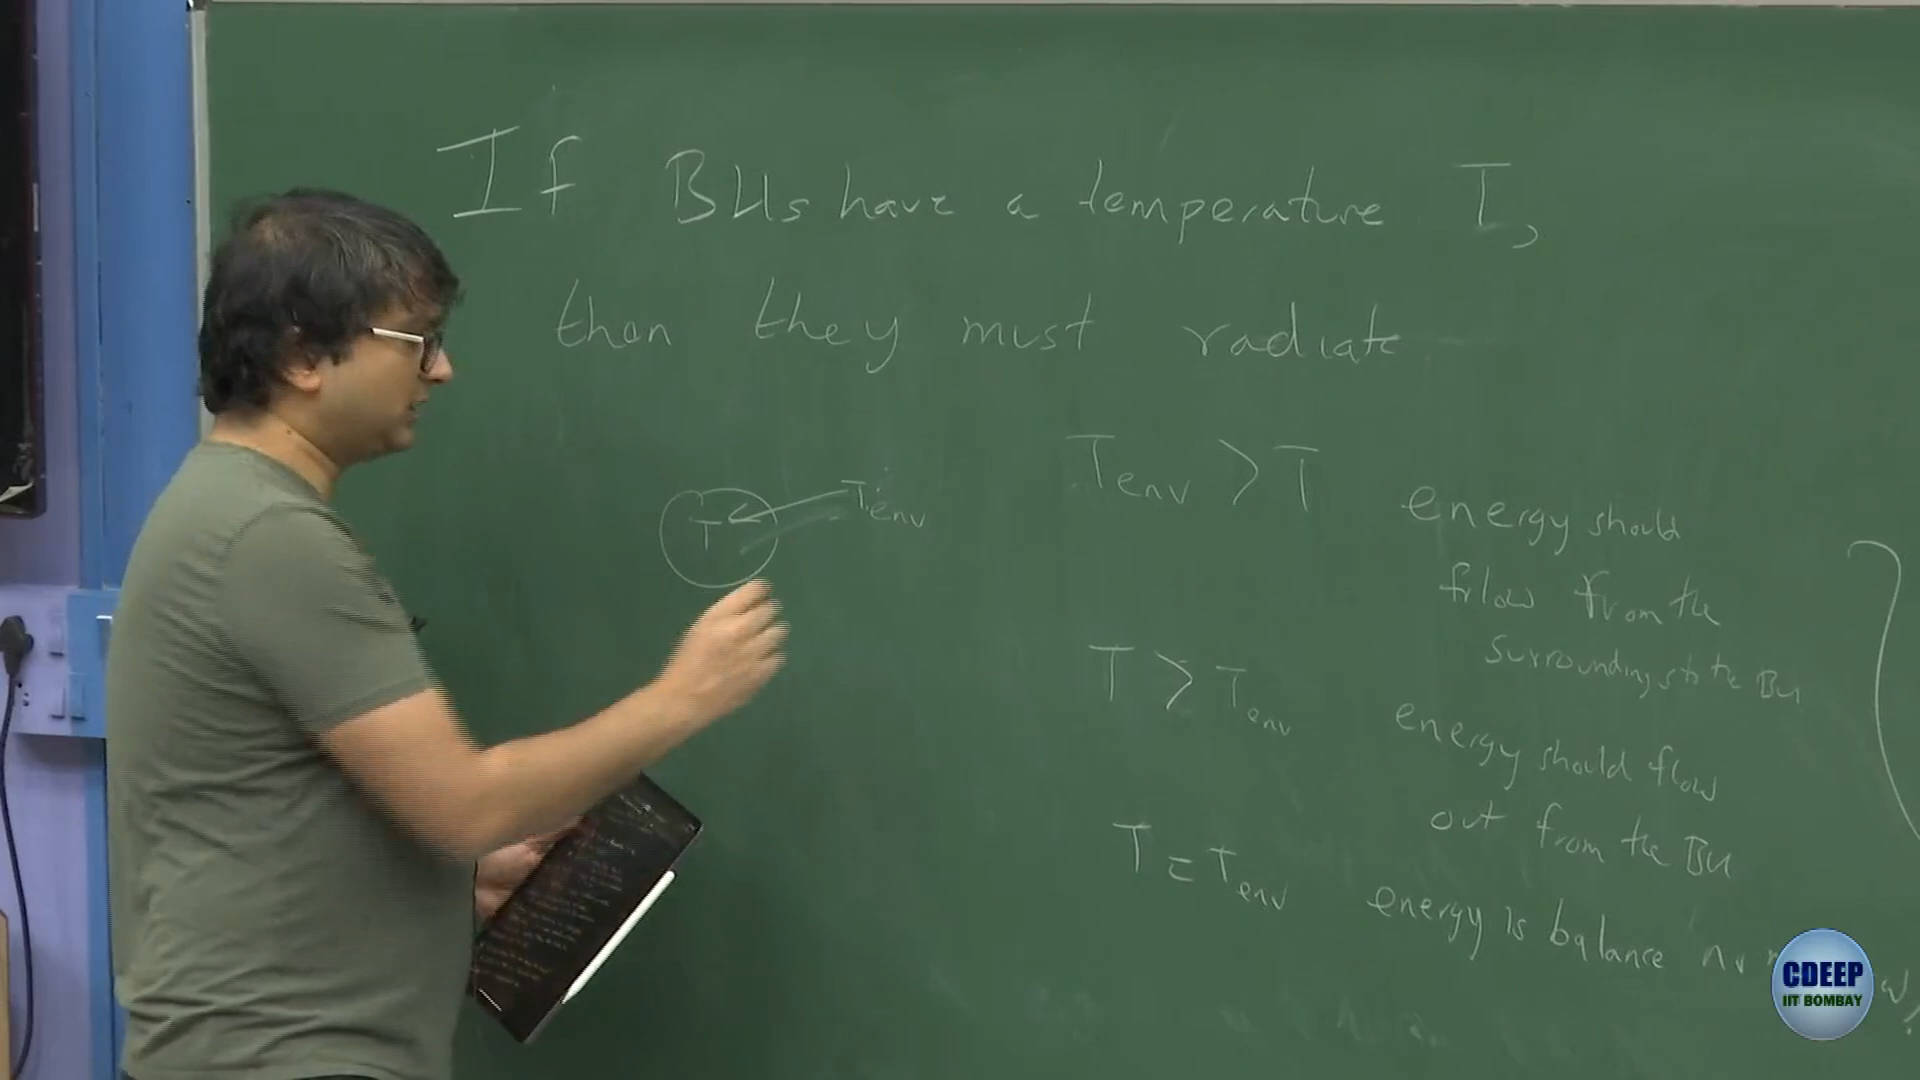 If BHs have a temperature T,
then they must radiate
T
Tenv
Tenv > T energy should
frlow from the
surroundings to the BH
T > Tenv energy should flow
out from the BH
T = Tenv energy is balance
CDEEP
IIT BOMBAY